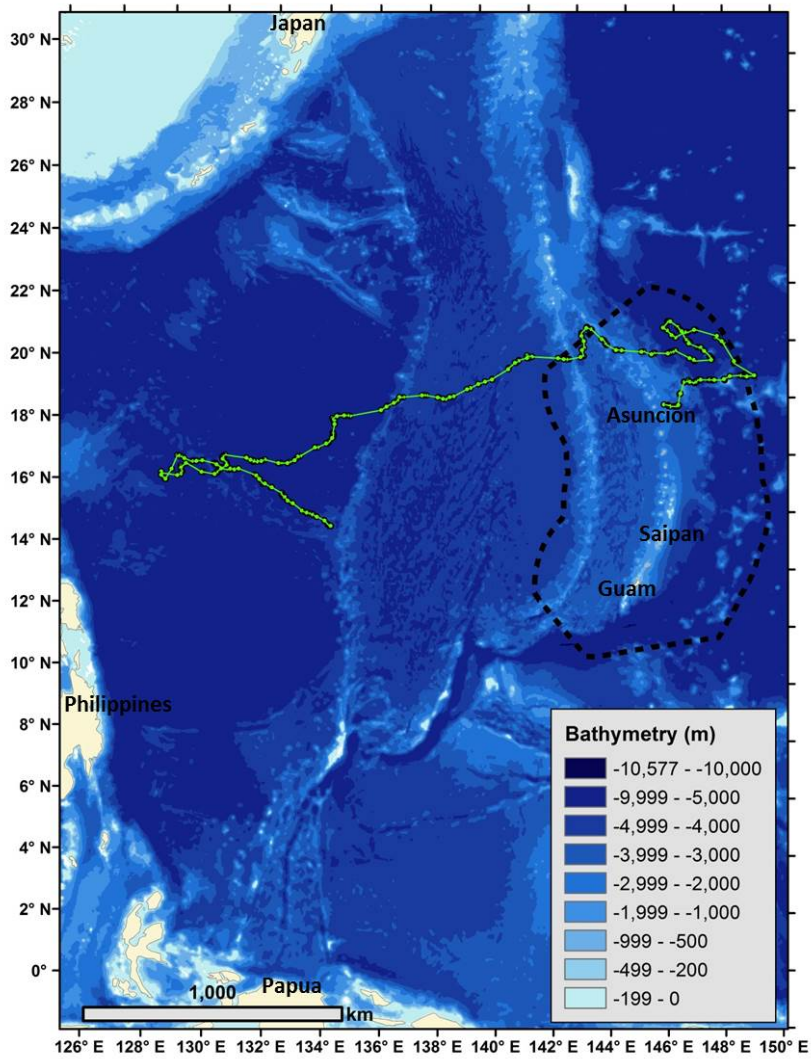 Japan
30° N
28° N
26° N
24° N
22° N
20° N
18° N
Asuncion
16° N
14° N
Saipan
Guam
12° N
10° N
Philippines
8° N
6° N
4° N
2° N
0°
Papua
1,000
km
Bathymetry (m)
-10,577 - -10,000
-9,999 - -5,000
-4,999 - -4,000
-3,999 - -3,000
-2,999 - -2,000
-1,999 - -1,000
-999 - -500
-499 - -200
-199 - 0
126° E 128° E 130° E 132° E 134° E 136° E 138° E 140° E 142° E 144° E 146° E 148° E 150° E